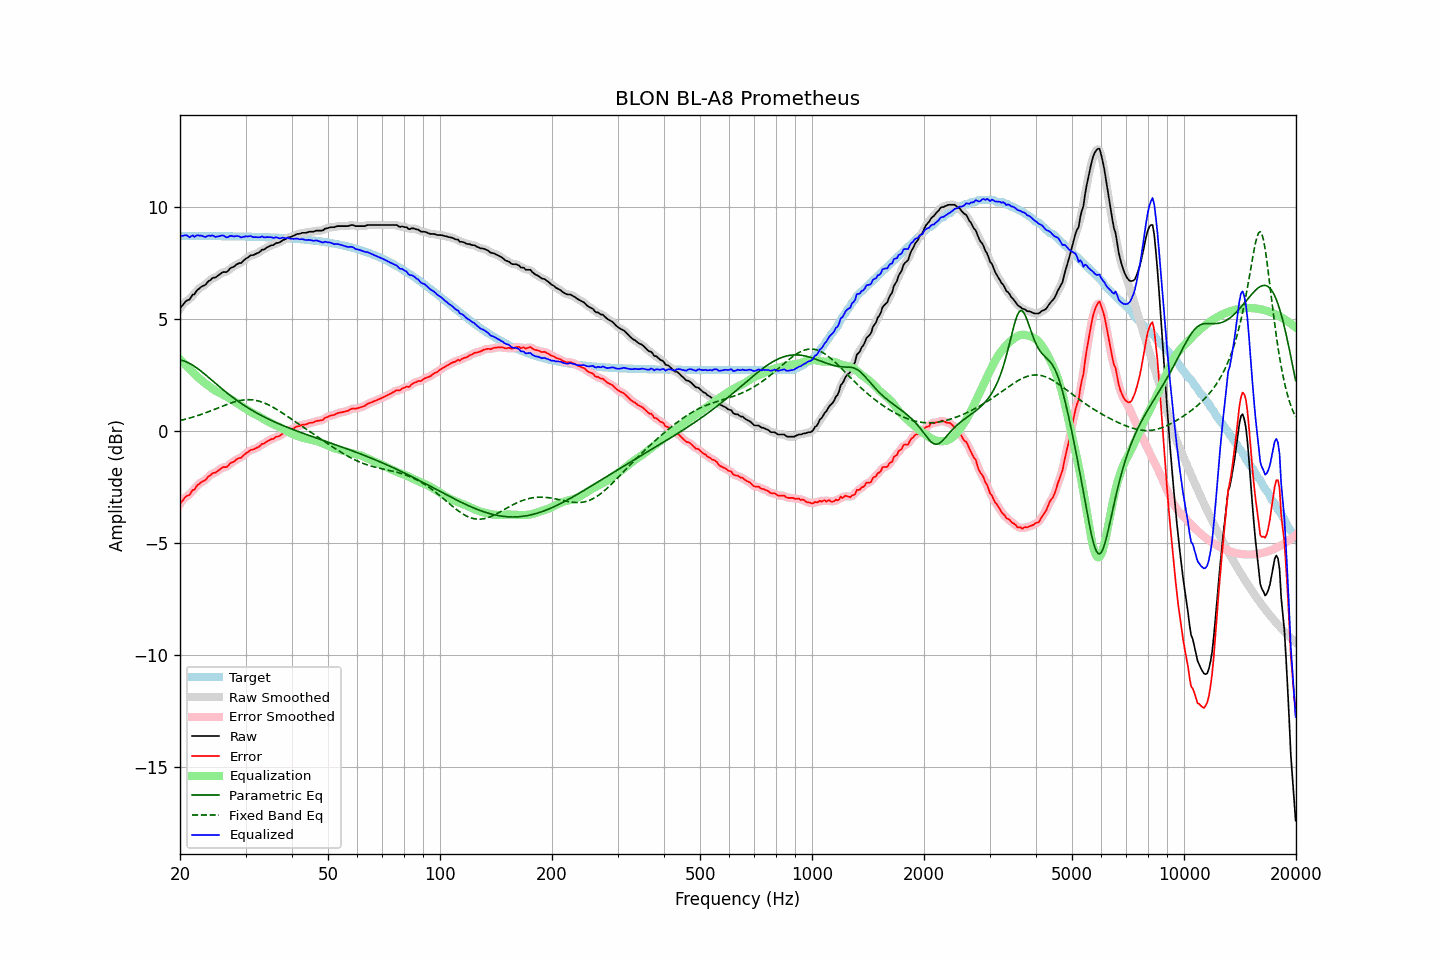 BLON BL-A8 Prometheus
Amplitude (dBr)
10
5
0
−5
−10
−15
Target
Raw Smoothed
Error Smoothed
Raw
Error
Equalization
Parametric Eq
Fixed Band Eq
Equalized
20 50 100 200 500 1000 2000 5000 10000 20000
Frequency (Hz)